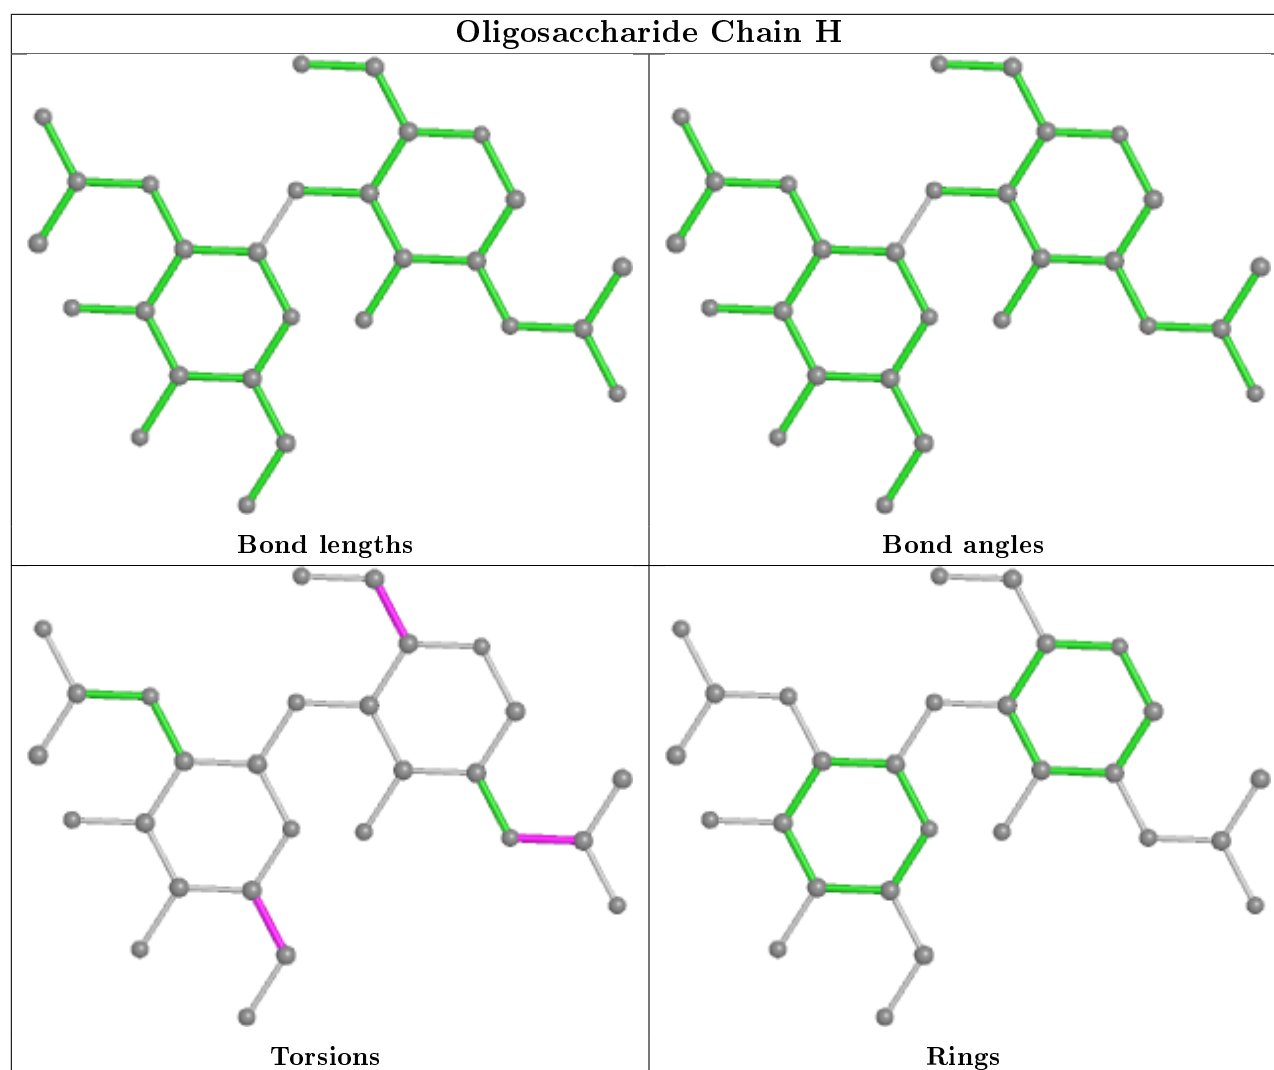 Oligosaccharide Chain H
Bond lengths
Bond angles
Torsions
Rings